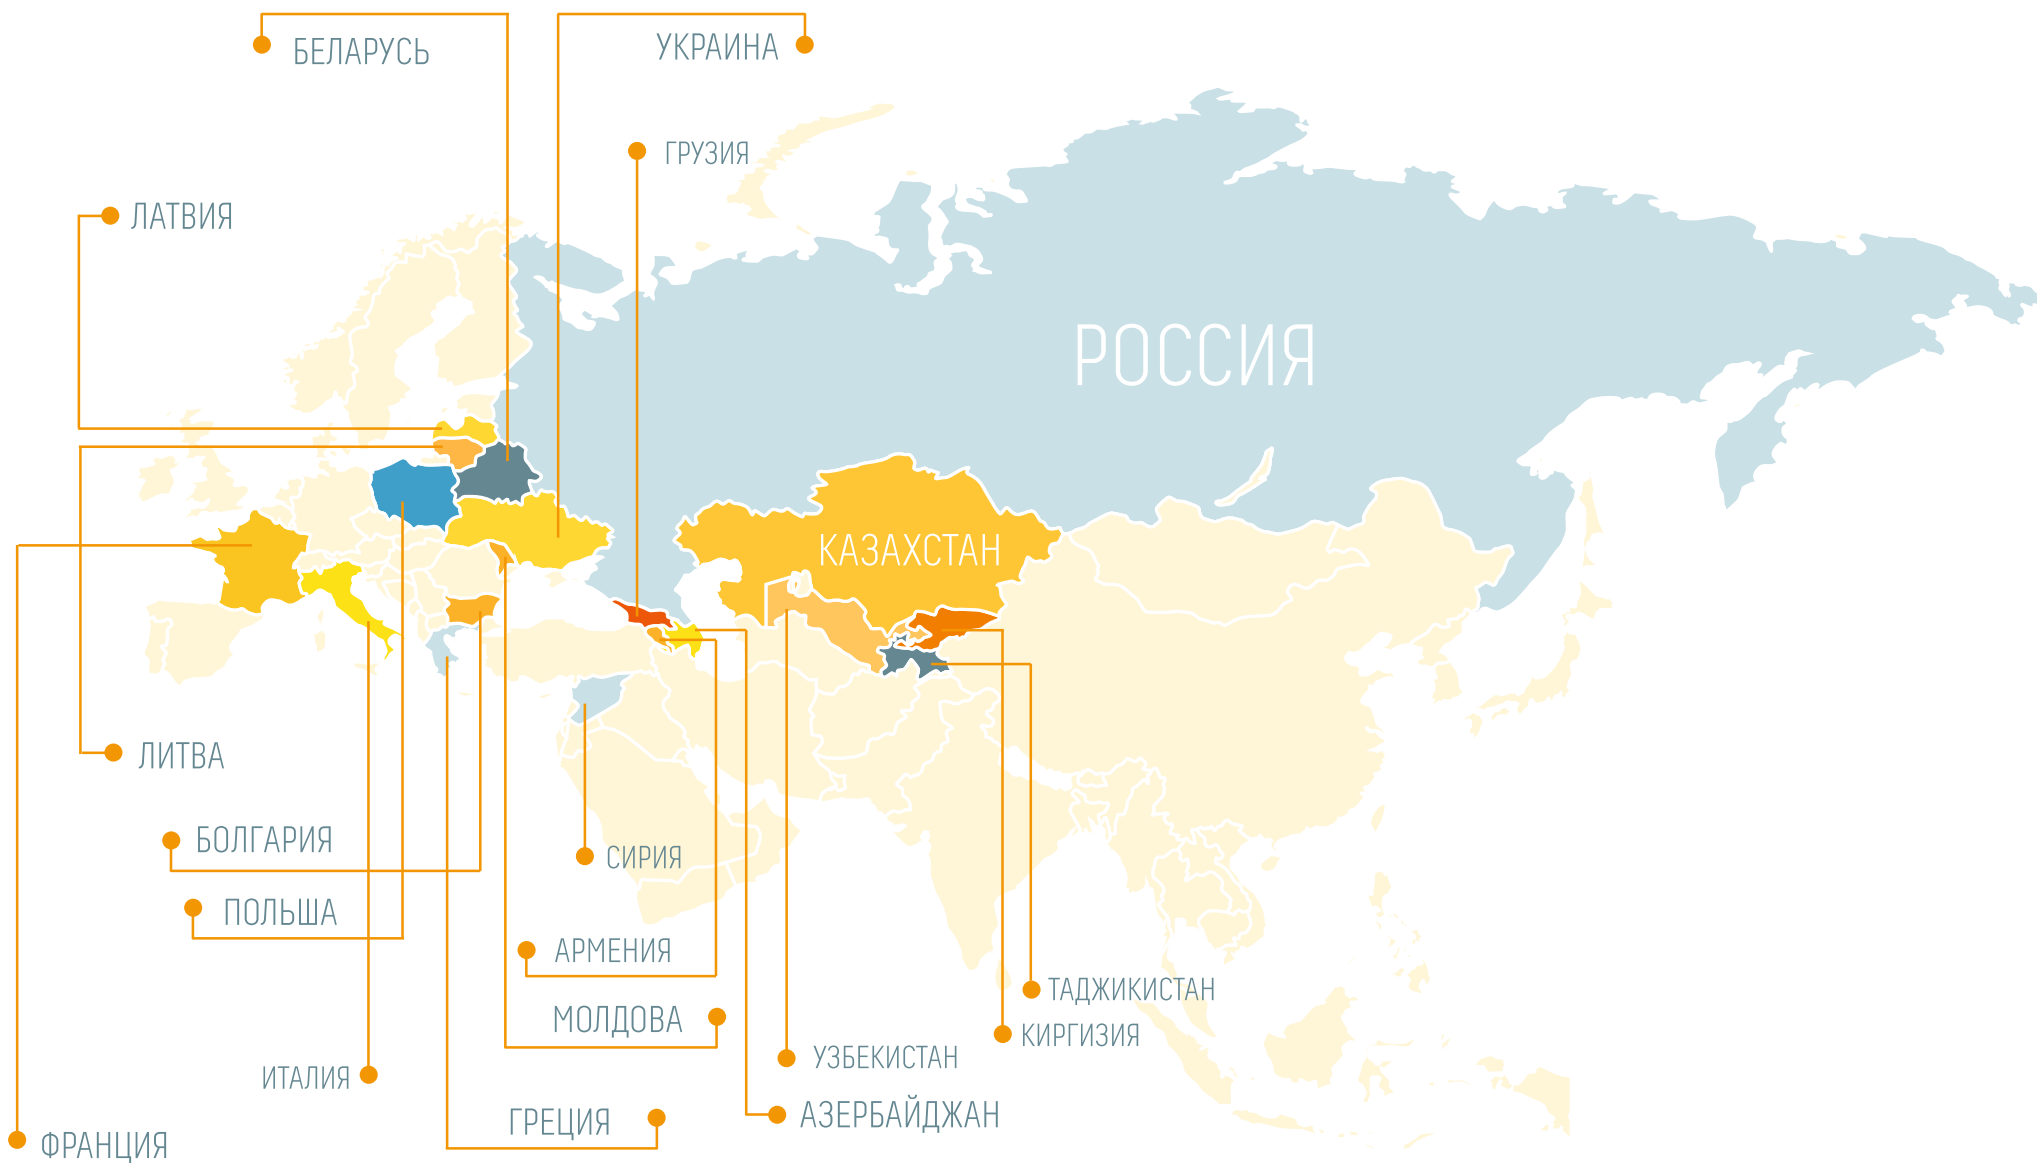 БЕЛАРУСЬ
УКРАИНА
ГРУЗИЯ
ЛАТВИЯ
РОССИЯ
КАЗАХСТАН
ЛИТВА
БОЛГАРИЯ
СИРИЯ
ПОЛЬША
АРМЕНИЯ
ТАДЖИКИСТАН
МОЛДОВА
КИРГИЗИЯ
УЗБЕКИСТАН
ИТАЛИЯ
АЗЕРБАЙДЖАН
ГРЕЦИЯ
ФРАНЦИЯ